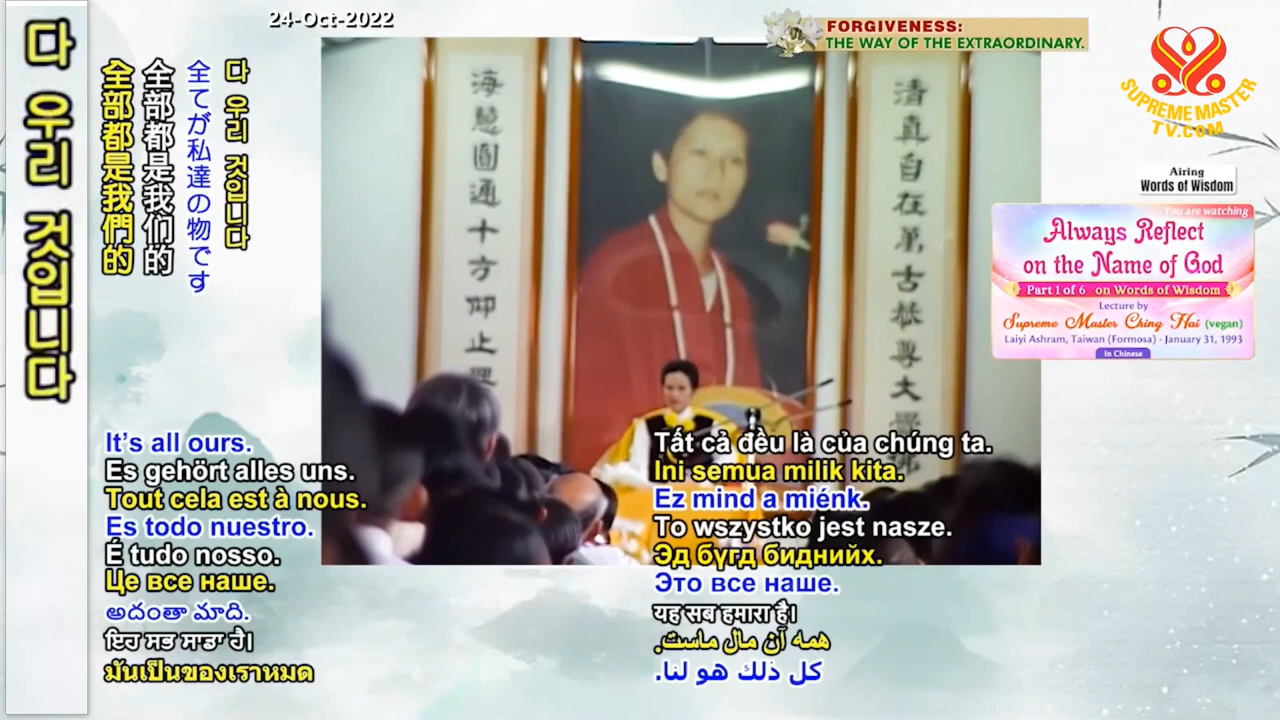 24-Oct-2022
FORGIVENESS:
THE WAY OF THE EXTRAORDINARY.
SUPREME MASTER
TV.COM
Airing
Words of Wisdom
You are watching
Always Reflect
on the Name of God
Part 1 of 6 on Words of Wisdom
Lecture by
Supreme Master Ching Hai (vegan)
Laiyi Ashram, Taiwan (Formosa) - January 31, 1993
In Chinese
다 우리 것입니다
全部都是我們的
全部都是我们的
全てが私達の物です
다 우리 것입니다
海慧圓通十方仰止
清真自在萬古恭尊大
It’s all ours.
Es gehört alles uns.
Tout cela est à nous.
Es todo nuestro.
É tudo nosso.
Це все наше.
అదంతా మాది.
ਇਹ ਸਭ ਸਾਡਾ ਹੈ।
มันเป็นของเราหมด
Tất cả đều là của chúng ta.
Ini semua milik kita.
Ez mind a miénk.
To wszystko jest nasze.
Эд бүгд биднийх.
Это все наше.
यह सब हमारा है।
همه آن مال ماست.
كل ذلك هو لنا.